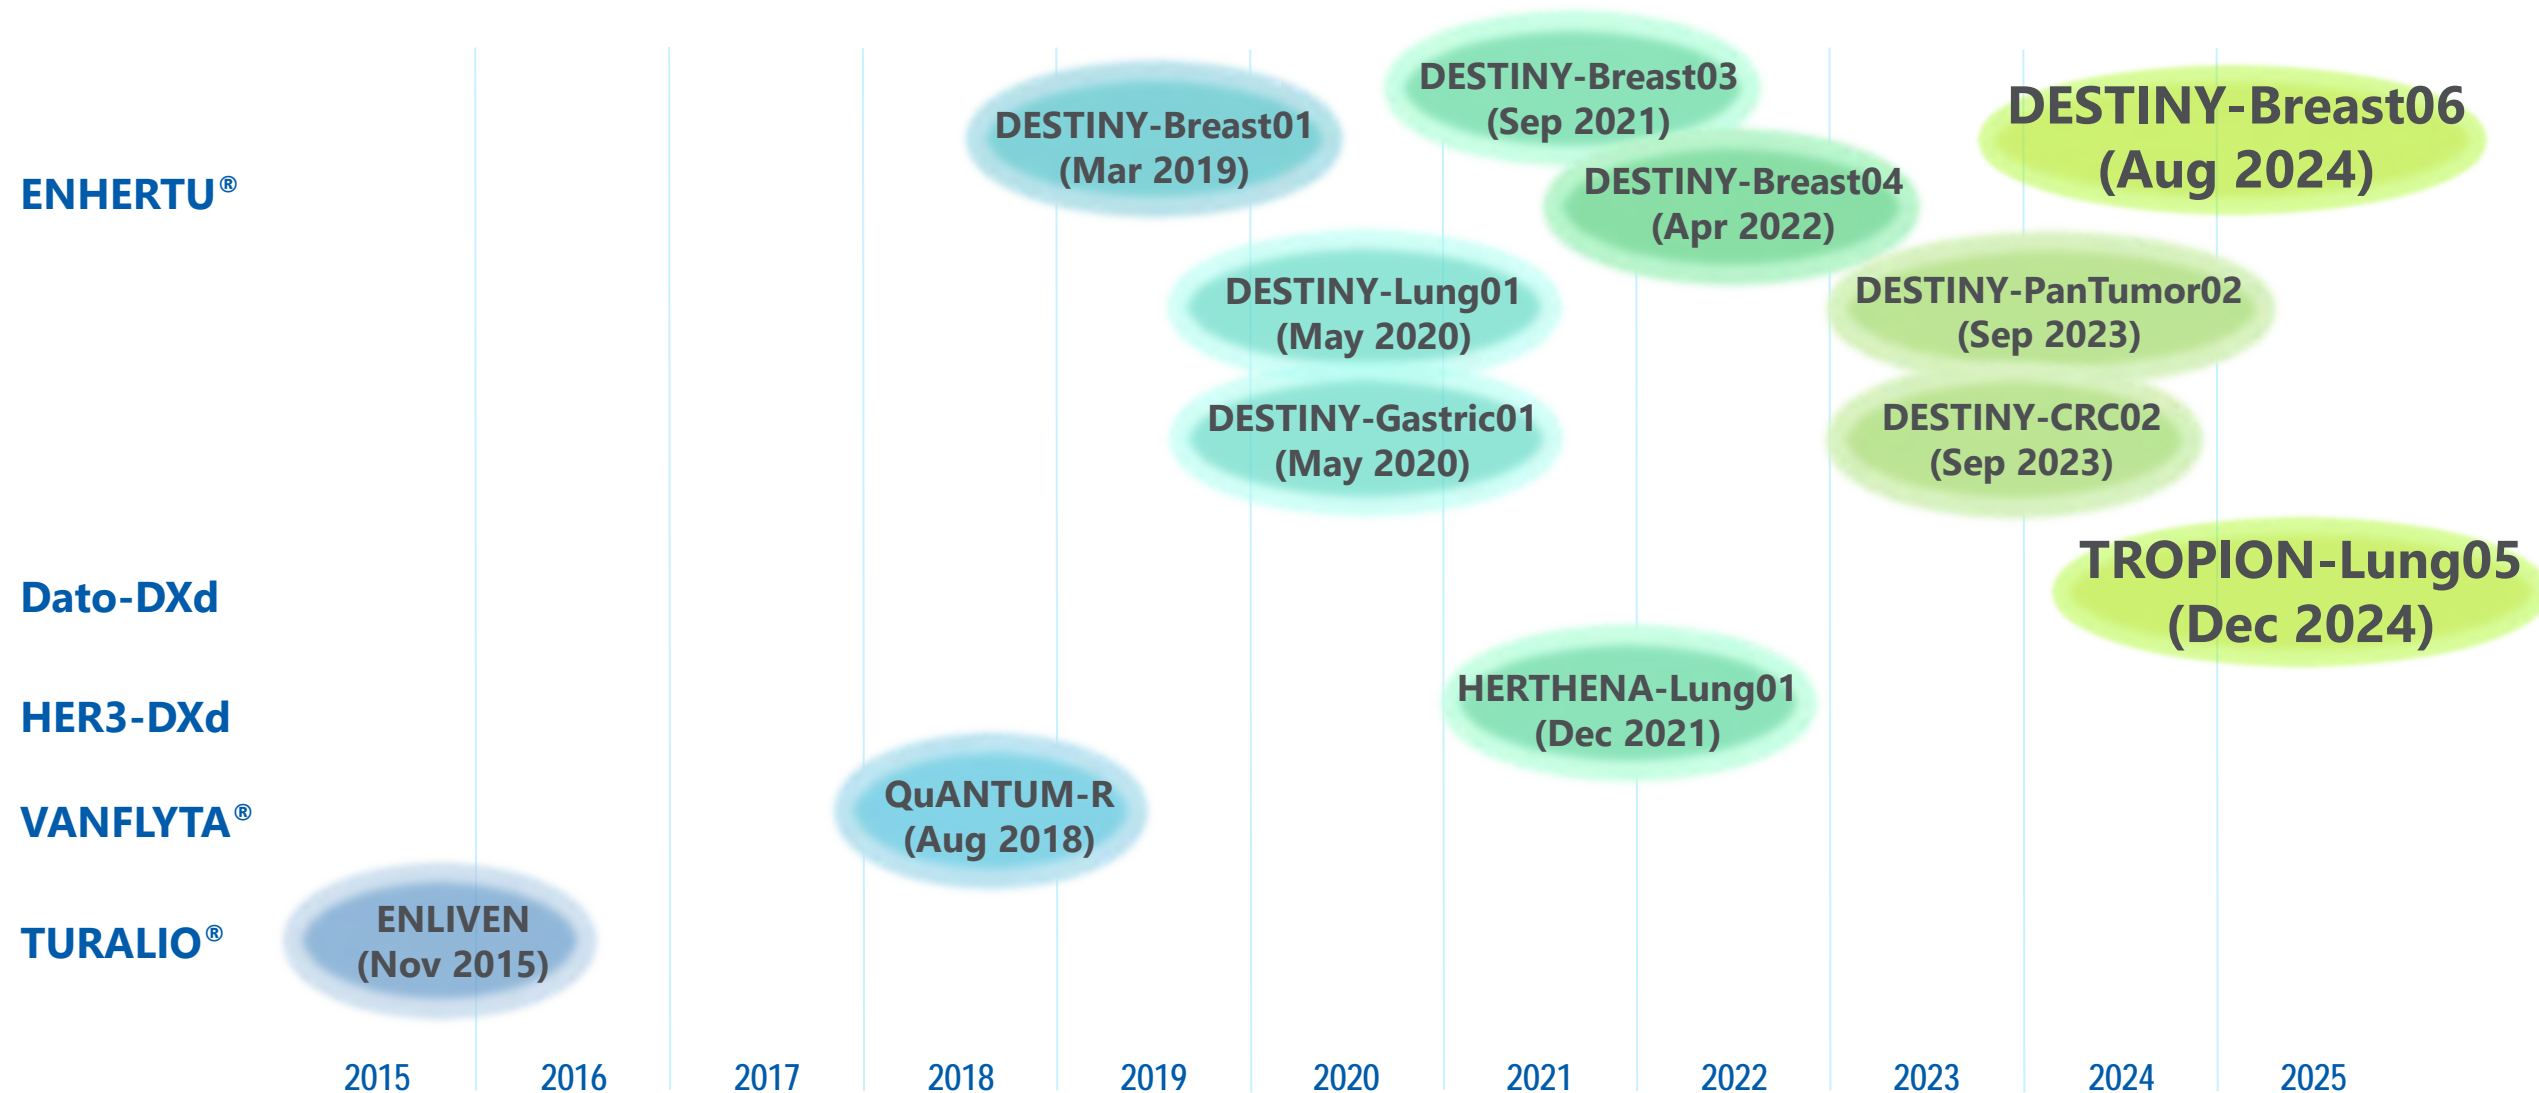 ENHERTU®
DESTINY-Breast01
(Mar 2019)
DESTINY-Breast03
(Sep 2021)
DESTINY-Breast04
(Apr 2022)
DESTINY-Breast06
(Aug 2024)
DESTINY-Lung01
(May 2020)
DESTINY-PanTumor02
(Sep 2023)
DESTINY-Gastric01
(May 2020)
DESTINY-CRC02
(Sep 2023)
Dato-DXd
TROPION-Lung05
(Dec 2024)
HER3-DXd
HERTHENA-Lung01
(Dec 2021)
VANFLYTA®
QuANTUM-R
(Aug 2018)
TURALIO®
ENLIVEN
(Nov 2015)
2015 2016 2017 2018 2019 2020 2021 2022 2023 2024 2025